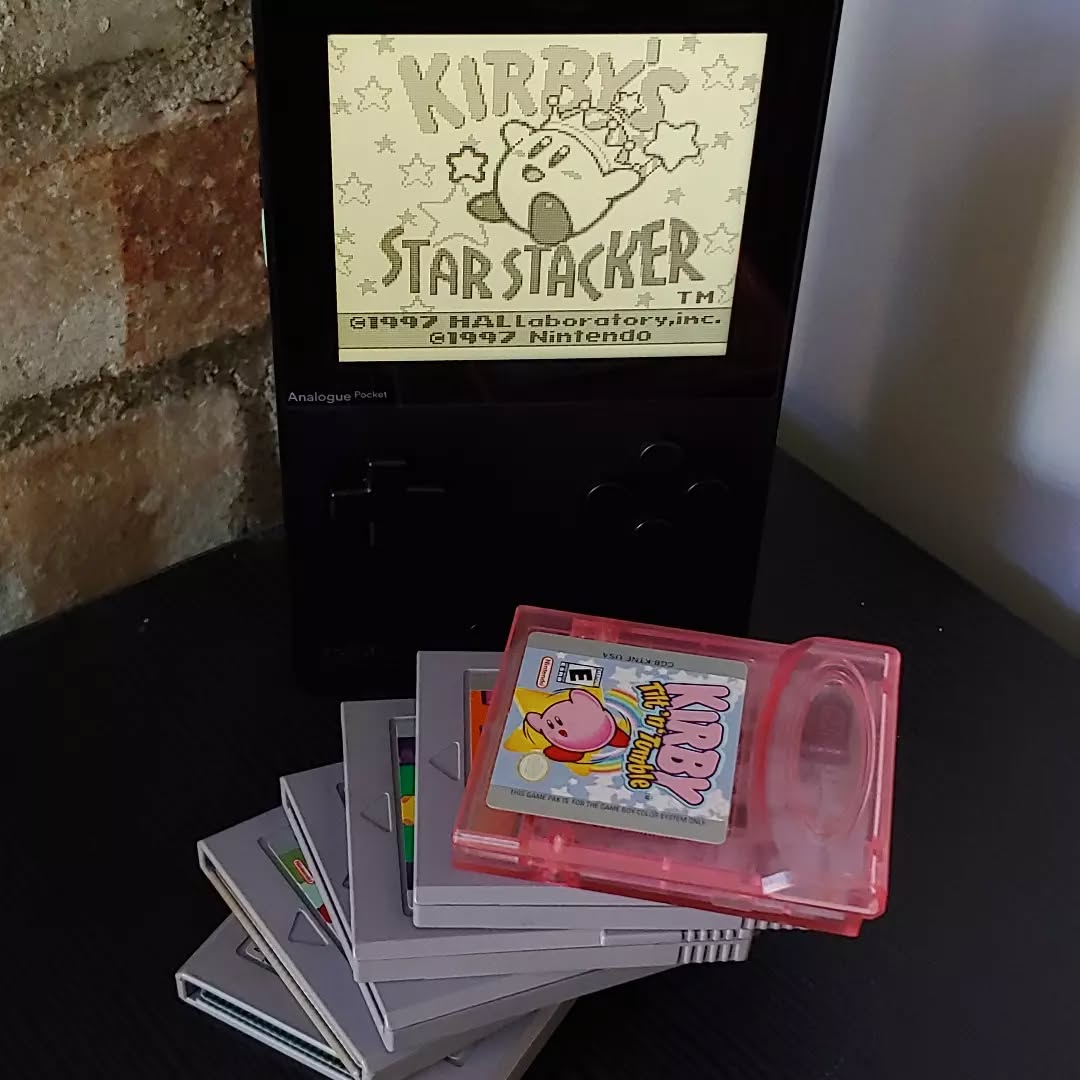 KIRBY'S
STAR STACKER
TM
©1997 HAL Laboratory,inc.
©1997 Nintendo
Analogue Pocket
CGB-KTNF-USA
Nintendo
E
KIRBY
Tilt 'n' Tumble
THIS GAME PAK IS FOR THE GAME BOY COLOR SYSTEM ONLY